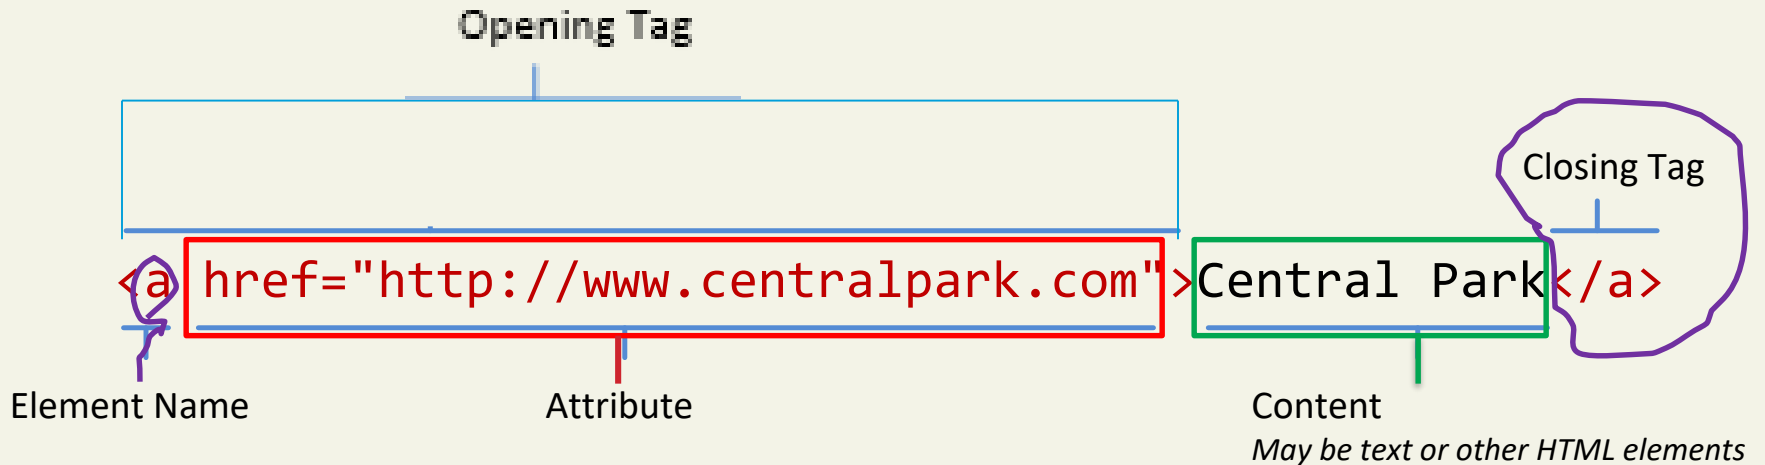 Opening Tag
Closing Tag
<a href="http://www.centralpark.com">Central Park</a>
Element Name
Attribute
Content
May be text or other HTML elements